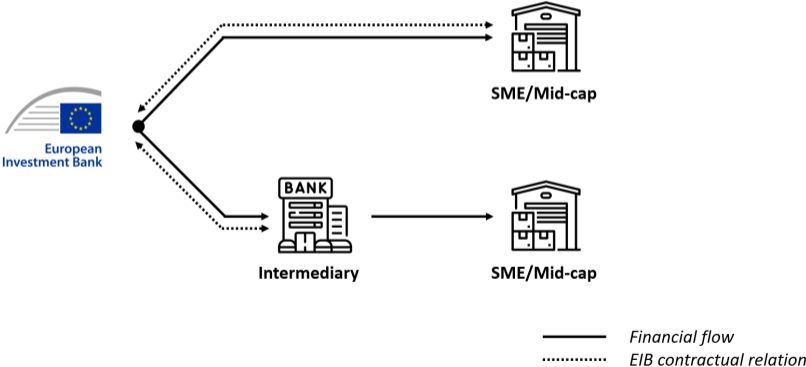 SME/Mid-cap
European
Investment Bank
BANK
Intermediary
SME/Mid-cap
Financial flow
EIB contractual relation